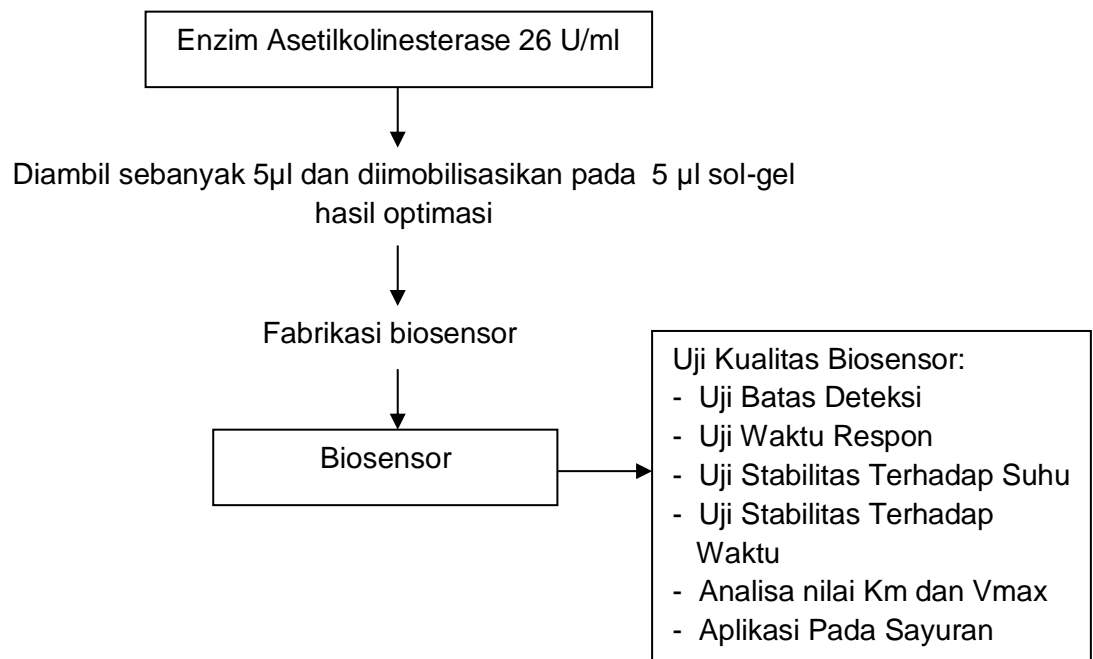 Enzim Asetilkolinesterase 26 U/ml
Diambil sebanyak 5µl dan diimobilisasikan pada 5 µl sol-gel
hasil optimasi
Fabrikasi biosensor
Biosensor
Uji Kualitas Biosensor:
- Uji Batas Deteksi
- Uji Waktu Respon
- Uji Stabilitas Terhadap Suhu
- Uji Stabilitas Terhadap
Waktu
- Analisa nilai Km dan Vmax
- Aplikasi Pada Sayuran